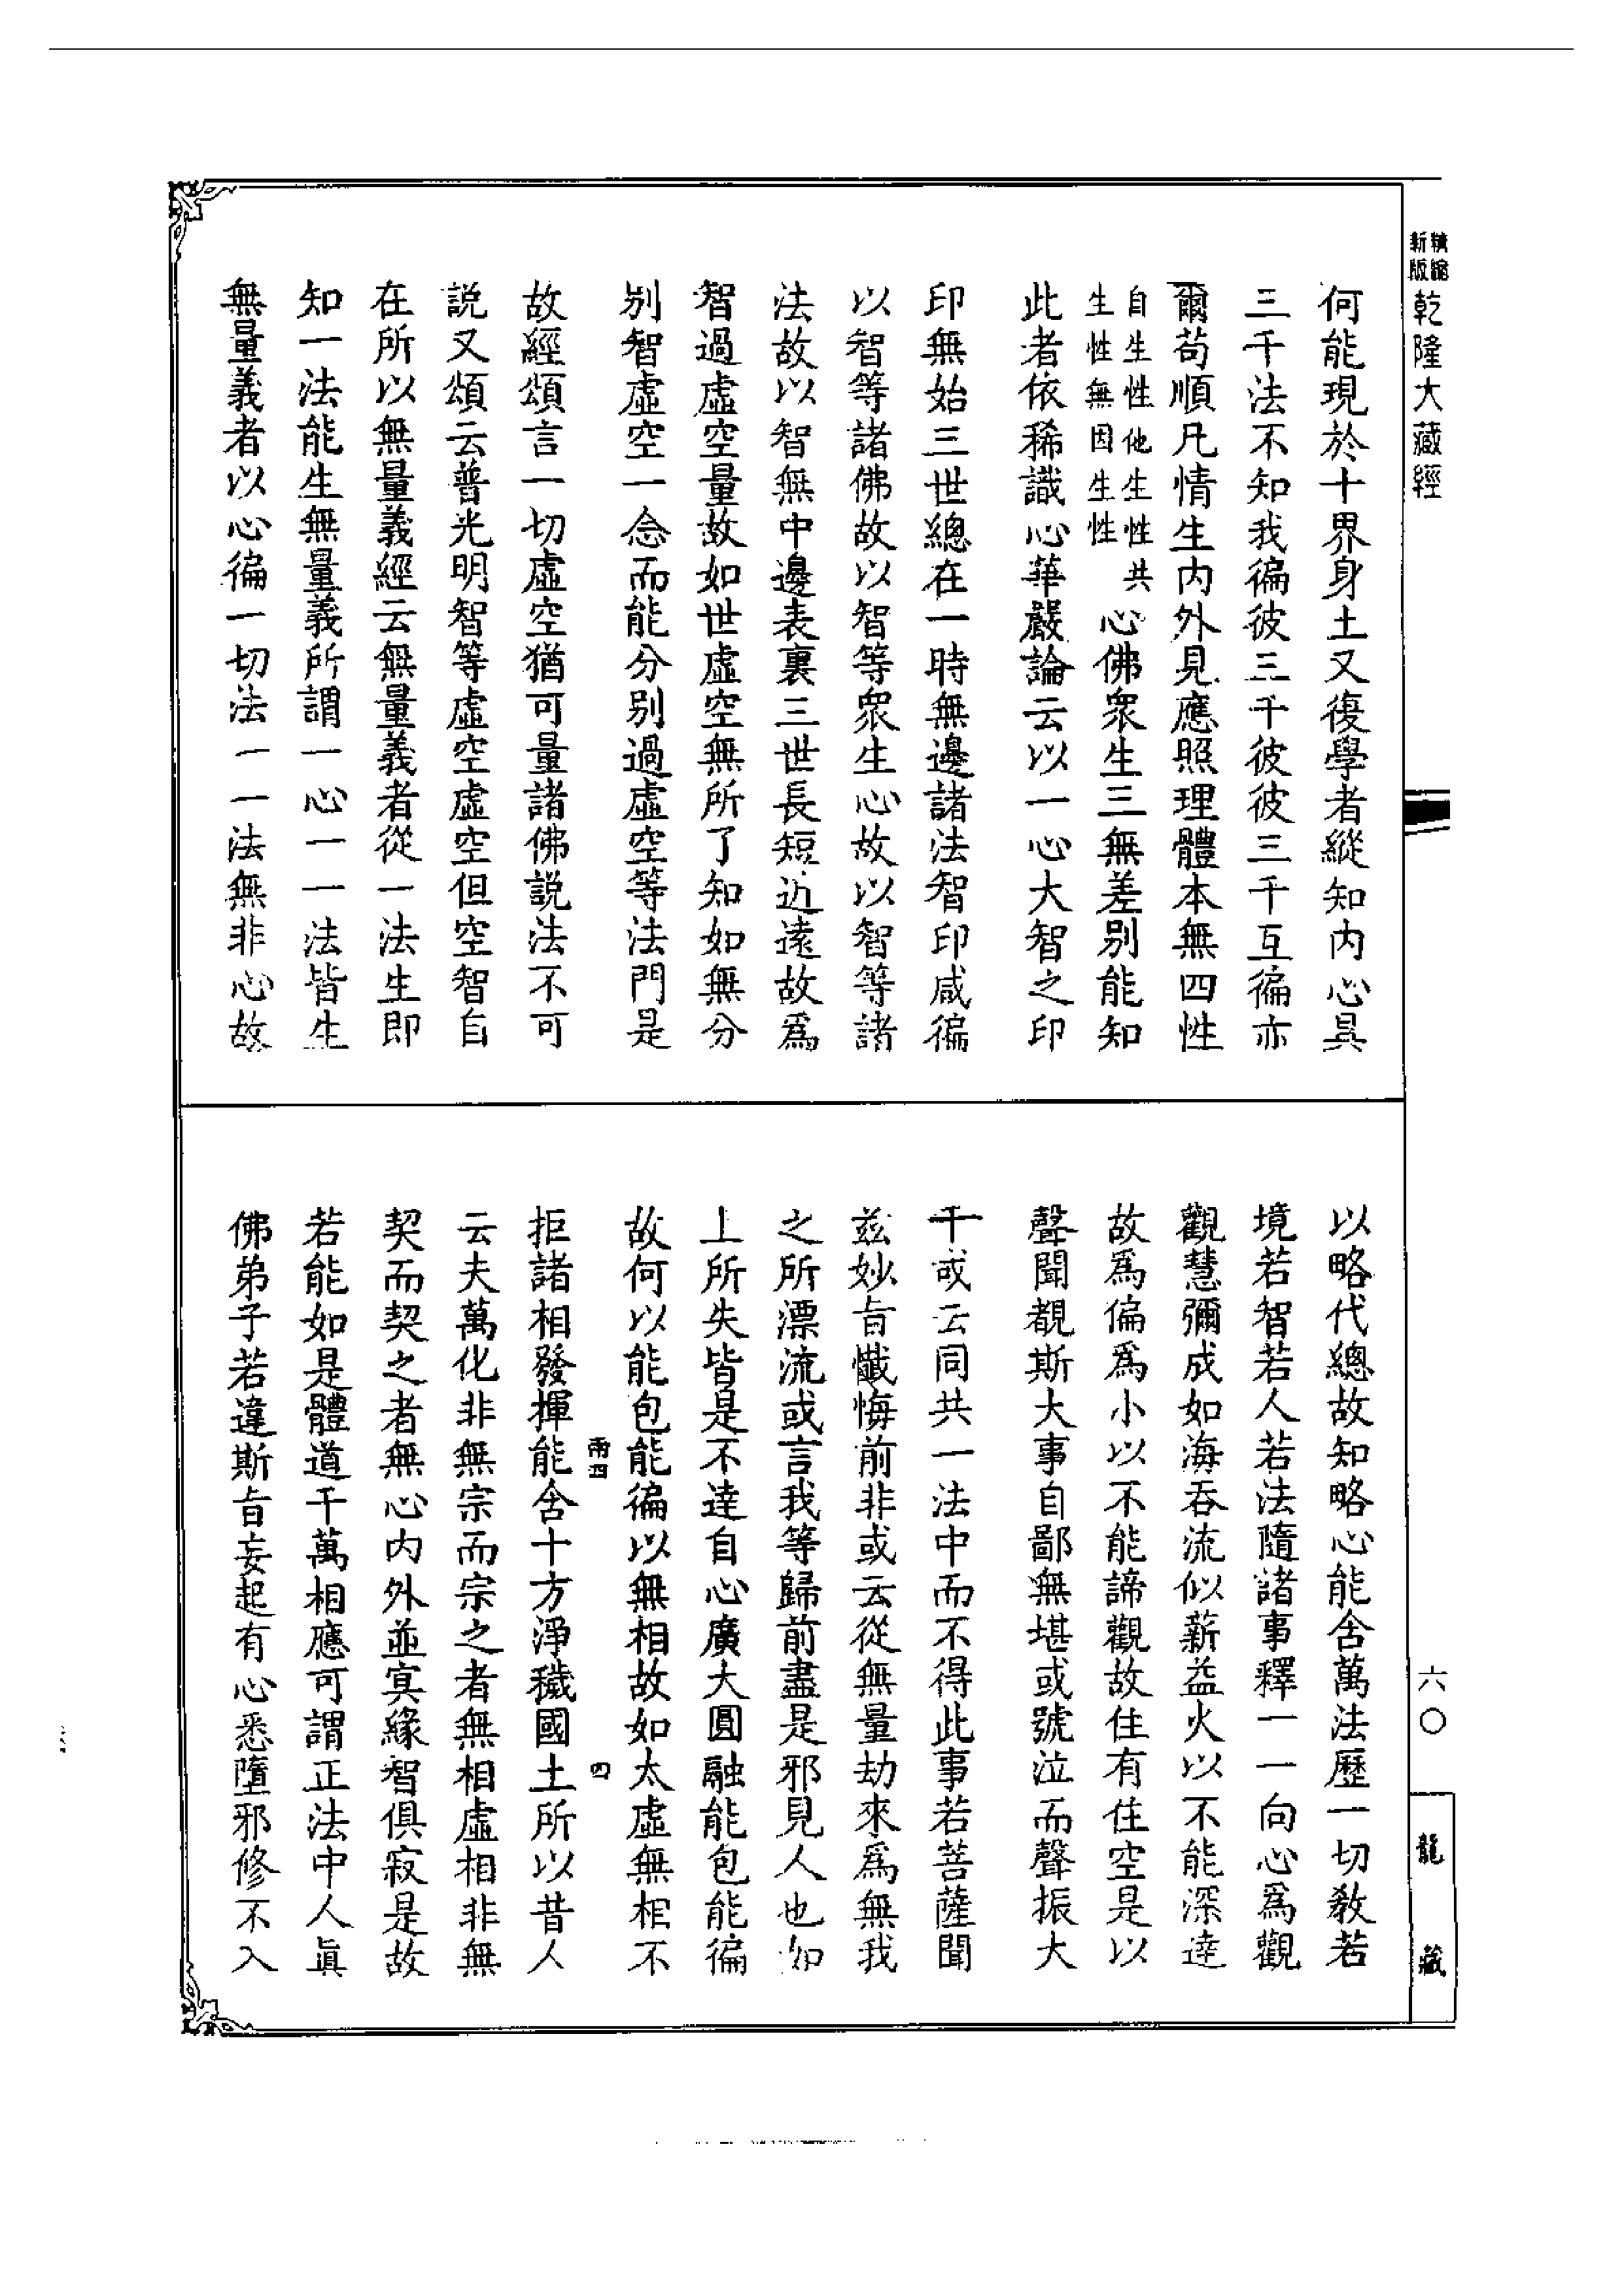 新版 精縮
乾隆大藏經
何能現於十界身土又復學者縱知內心具
三千法不知我徧彼三千彼彼三千互徧亦
爾苟順凡情生內外見應照理體本無四性
自生性他生性共
生性無因生性
心佛衆生三無差別能知
此者依稀識心華嚴論云以一心大智之印
印無始三世總在一時無邊諸法智印咸徧
以智等諸佛故以智等衆生心故以智等諸
法故以智無中邊表裏三世長短近遠故爲
智過虛空量故如世虛空無所了知如無分
別智虛空一念而能分別過虛空等法門是
故經頌言一切虛空猶可量諸佛説法不可
説又頌云普光明智等虛空虛空但空智自
在所以無量義經云無量義者從一法生即
知一法能生無量義所謂一心一一法皆生
無量義者以心徧一切法一一法無非心故
以略代總故知略心能含萬法歷一切教若
境若智若人若法隨諸事釋一一向心爲觀
觀慧彌成如海吞流似薪益火以不能深達
故爲偏爲小以不能諦觀故住有住空是以
聲聞覩斯大事自鄙無堪或號泣而聲振大
千或云同共一法中而不得此事若菩薩聞
兹妙旨懺悔前非或云從無量劫來爲無我
之所漂流或言我等歸前盡是邪見人也如
上所失皆是不達自心廣大圓融能包能徧
故何以能包能徧以無相故如太虛無相不
兩四
四
拒諸相發揮能含十方淨穢國土所以昔人
云夫萬化非無宗而宗之者無相虛相非無
契而契之者無心內外並冥緣智俱寂是故
若能如是體道千萬相應可謂正法中人眞
佛弟子若違斯旨妄起有心悉墮邪修不入
六〇
龍藏